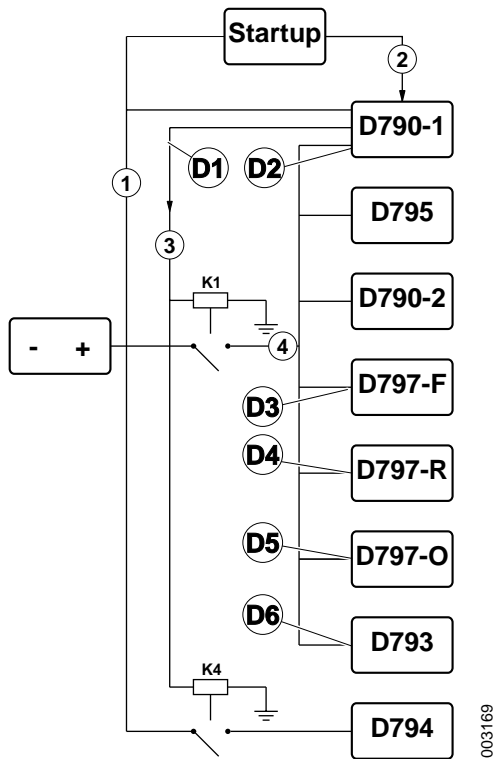 Startup
2
D790-1
D1
D2
1
D795
3
K1
D790-2
4
- +
D797-F
D3
D4
D797-R
D5
D797-O
D6
D793
K4
D794
003169